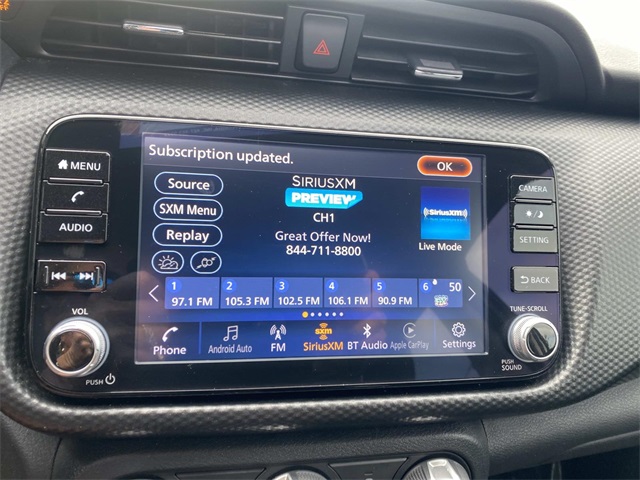 Subscription updated.
OK
MENU
Source
SXM Menu
Replay
SIRIUSXM
PREVIEW
CH1
Great Offer Now!
844-711-8800
((SiriusXM))
Live Mode
CAMERA
SETTING
BACK
AUDIO
VOL
PUSH
TUNE-SCROLL
PUSH
SOUND
1 2 3 4 5 6 50
97.1 FM 105.3 FM 102.5 FM 106.1 FM 90.9 FM
Phone Android Auto FM SiriusXM BT Audio Apple CarPlay Settings
sxm